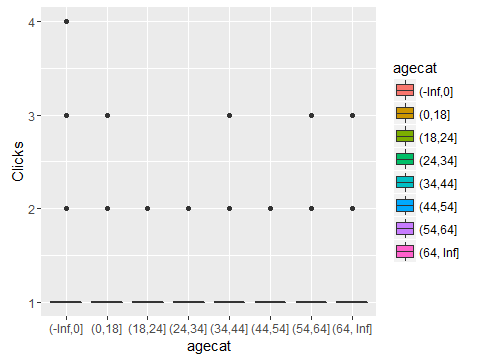 4
3
2
1
Clicks
(-Inf,0] (0,18] (18,24] (24,34] (34,44] (44,54] (54,64] (64, Inf]
agecat
agecat
(-Inf,0]
(0,18]
(18,24]
(24,34]
(34,44]
(44,54]
(54,64]
(64, Inf]